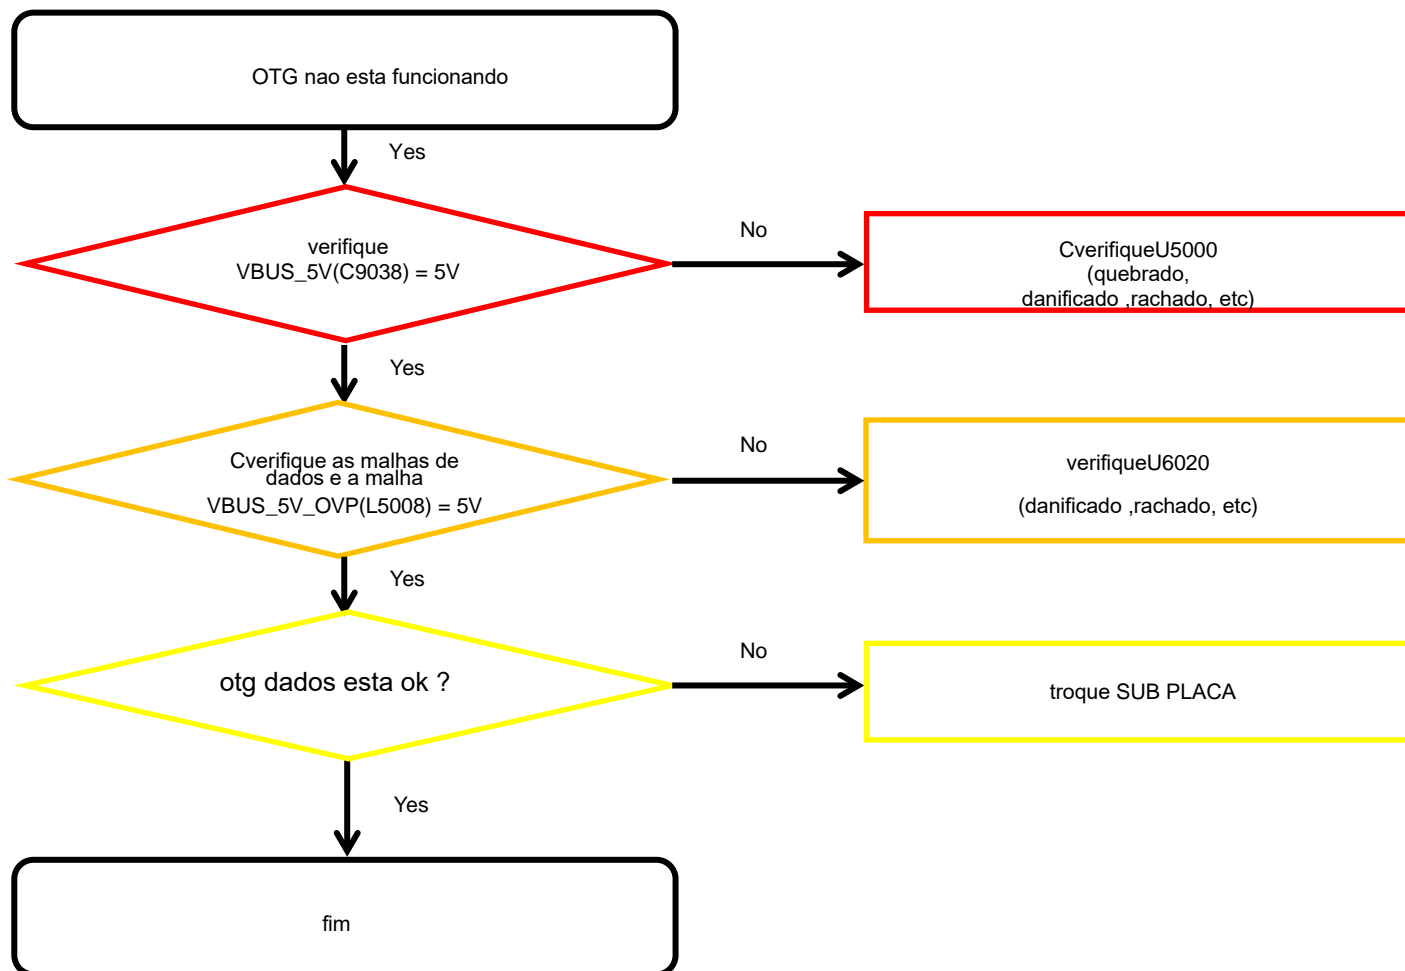 OTG nao esta funcionando
Yes
verifique
VBUS_5V(C9038) = 5V
No
CverifiqueU5000
(quebrado,
danificado ,rachado, etc)
Yes
Cverifique as malhas de
dados e a malha
VBUS_5V_OVP(L5008) = 5V
No
verifiqueU6020
(danificado ,rachado, etc)
Yes
otg dados esta ok ?
No
troque SUB PLACA
Yes
fim